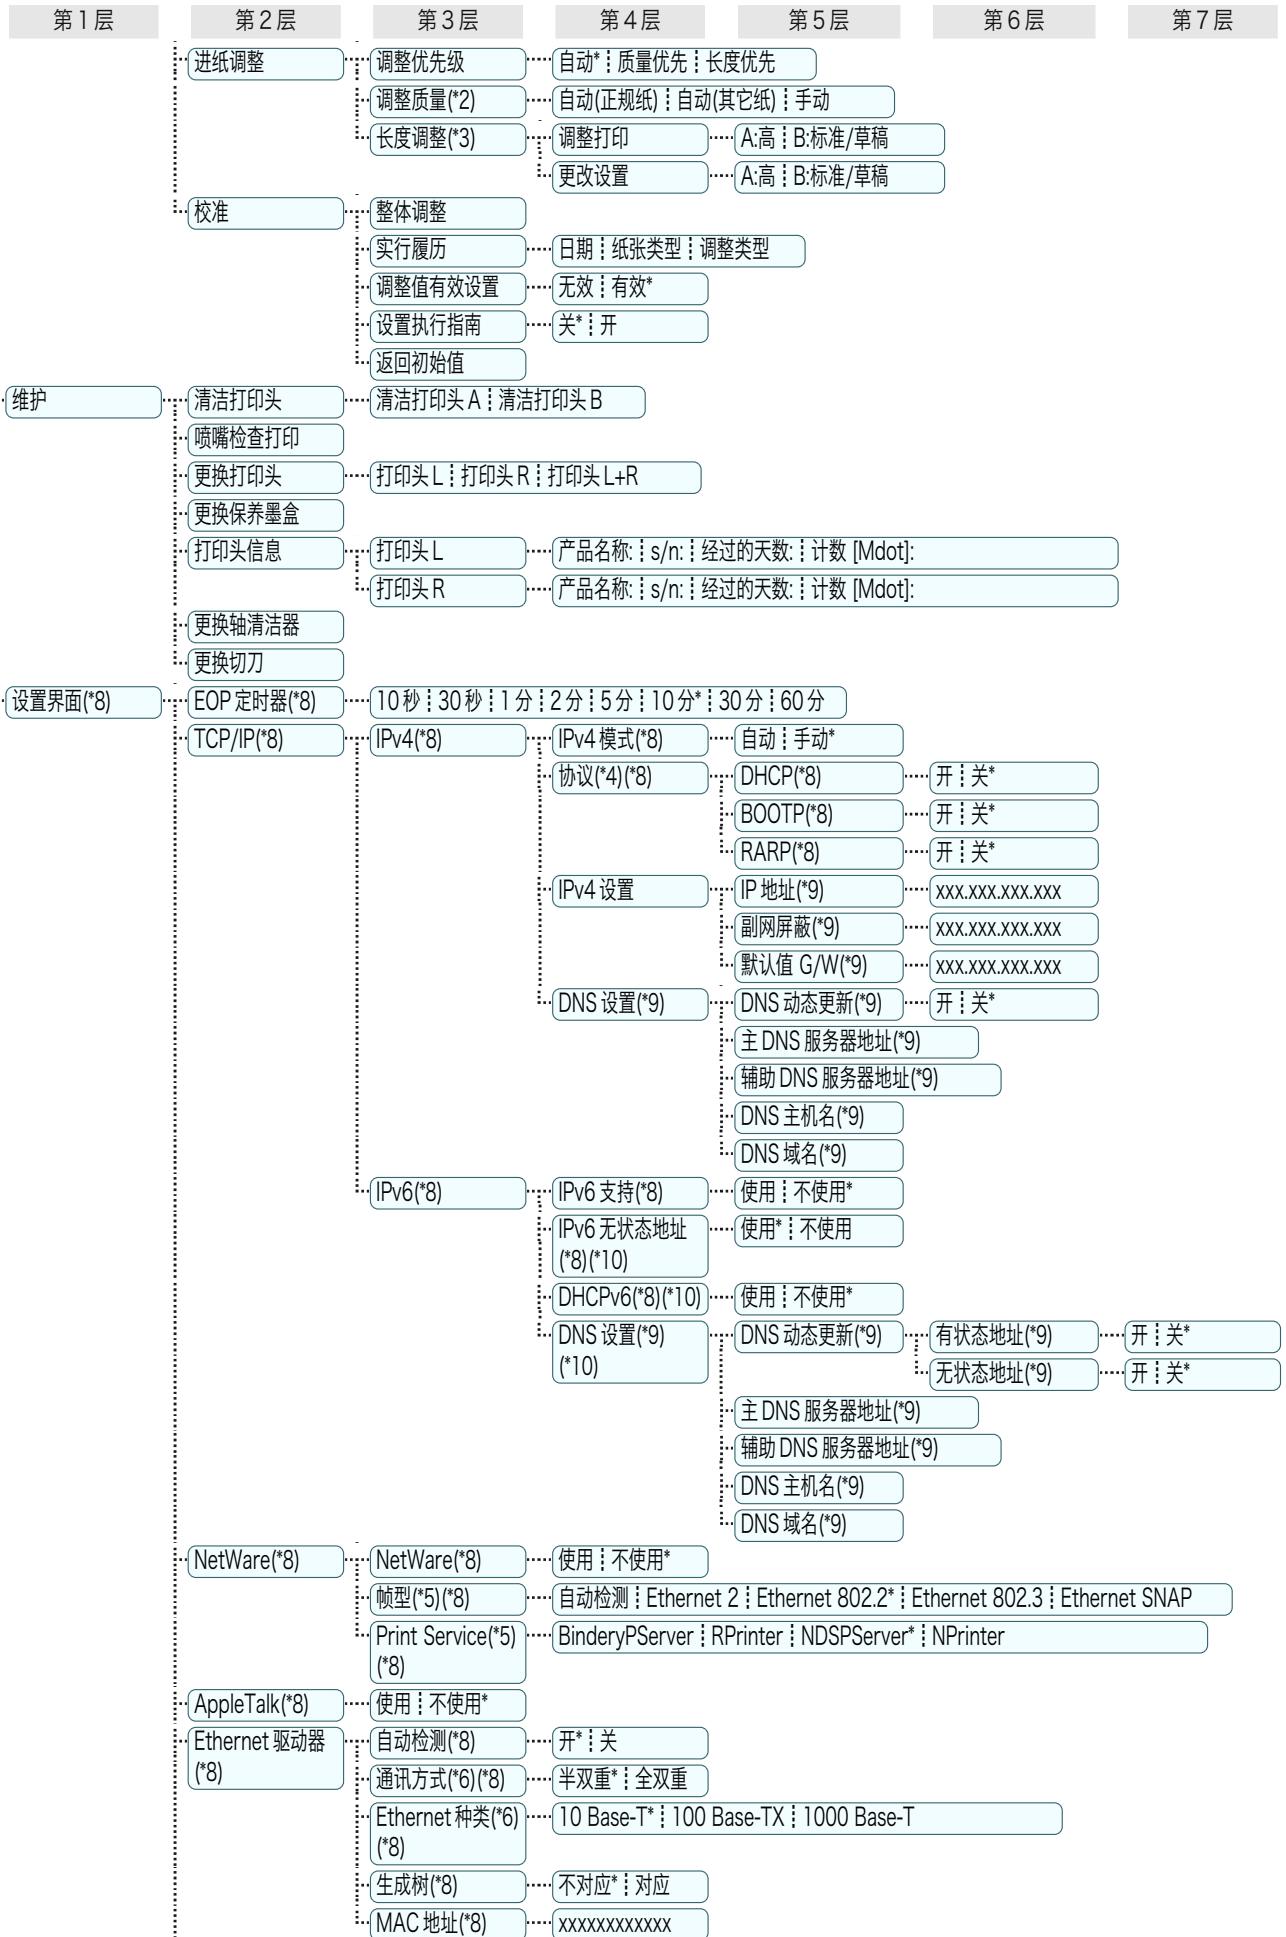 第1层 第2层 第3层 第4层 第5层 第6层 第7层
进纸调整 调整优先级 自动*┆质量优先┆长度优先
调整质量(*2) 自动(正规纸)┆自动(其它纸)┆手动
长度调整(*3) 调整打印 A:高┆B:标准/草稿
更改设置 A:高┆B:标准/草稿
校准 整体调整
实行履历 日期┆纸张类型┆调整类型
调整值有效设置 无效┆有效*
设置执行指南 关*┆开
返回初始值
维护 清洁打印头 清洁打印头 A┆清洁打印头 B
喷嘴检查打印
更换打印头 打印头 L┆打印头 R┆打印头 L+R
更换保养墨盒
打印头信息 打印头 L 产品名称:┆s/n:┆经过的天数:┆计数 [Mdot]:
打印头 R 产品名称:┆s/n:┆经过的天数:┆计数 [Mdot]:
更换轴清洁器
更换切刀
设置界面(*8) EOP 定时器(*8) 10 秒┆30 秒┆1 分┆2 分┆5 分┆10 分*┆30 分┆60 分
TCP/IP(*8) IPv4(*8) IPv4 模式(*8) 自动┆手动*
协议(*4)(*8) DHCP(*8) 开┆关*
BOOTP(*8) 开┆关*
RARP(*8) 开┆关*
IPv4 设置 IP 地址(*9) xxx.xxx.xxx.xxx
副网屏蔽(*9) xxx.xxx.xxx.xxx
默认值 G/W(*9) xxx.xxx.xxx.xxx
DNS 设置(*9) DNS 动态更新(*9) 开┆关*
主 DNS 服务器地址(*9)
辅助 DNS 服务器地址(*9)
DNS 主机名(*9)
DNS 域名(*9)
IPv6(*8) IPv6 支持(*8) 使用┆不使用*
IPv6 无状态地址 使用*┆不使用
(*8)(*10)
DHCPv6(*8)(*10) 使用┆不使用*
DNS 设置(*9) DNS 动态更新(*9) 有状态地址(*9) 开┆关*
(*10) 无状态地址(*9) 开┆关*
主 DNS 服务器地址(*9)
辅助 DNS 服务器地址(*9)
DNS 主机名(*9)
DNS 域名(*9)
NetWare(*8) NetWare(*8) 使用┆不使用*
帧型(*5)(*8) 自动检测┆Ethernet 2┆Ethernet 802.2*┆Ethernet 802.3┆Ethernet SNAP
Print Service(*5) BinderyPServer┆RPrinter┆NDSPServer*┆NPrinter
(*8)
AppleTalk(*8) 使用┆不使用*
Ethernet 驱动器 自动检测(*8) 开*┆关
(*8) 通讯方式(*6)(*8) 半双重*┆全双重
Ethernet 种类(*6) 10 Base-T*┆100 Base-TX┆1000 Base-T
(*8)
生成树(*8) 不对应*┆对应
MAC 地址(*8) xxxxxxxxxxxx